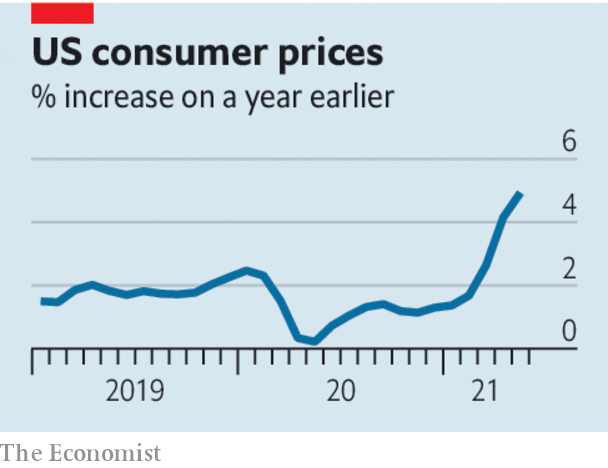 US consumer prices
% increase on a year earlier
6
4
2
0
2019 20 21
The Economist